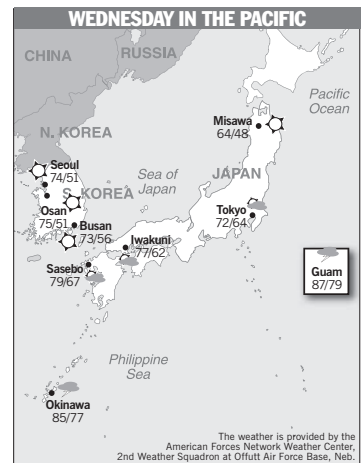 WEDNESDAY IN THE PACIFIC
CHINA
RUSSIA
Pacific
Ocean
Misawa
64/48
N. KOREA
Seoul
74/51
Sea of
Japan
JAPAN
S. KOREA
Osan
75/51
Busan
73/56
Tokyo
72/64
Iwakuni
77/62
Sasebo
79/67
Guam
87/79
Philippine
Sea
Okinawa
85/77
The weather is provided by the
American Forces Network Weather Center,
2nd Weather Squadron at Offutt Air Force Base, Neb.